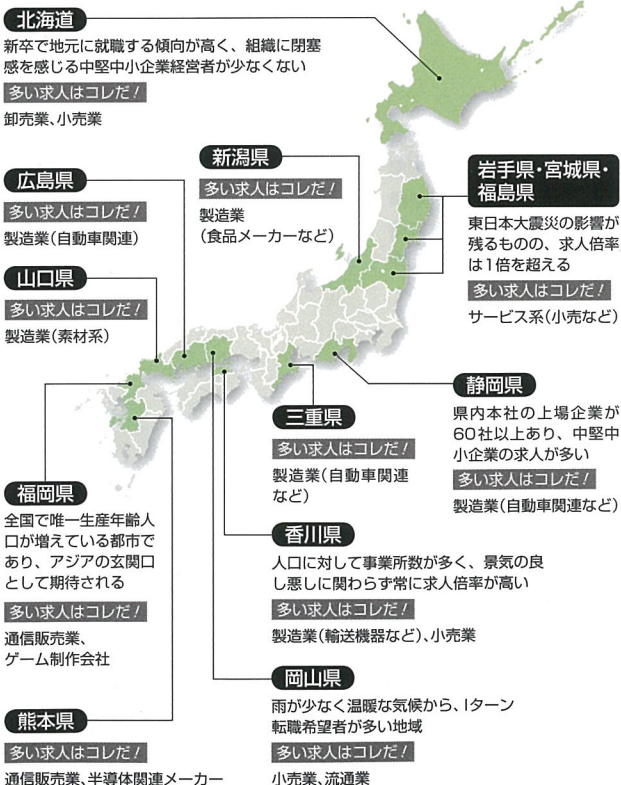 北海道
新卒で地元に就職する傾向が高く、組織に閉塞
感を感じる中堅中小企業経営者が少なくない
多い求人はコレだ！
卸売業、小売業
新潟県
多い求人はコレだ！
製造業
（食品メーカーなど）
岩手県・宮城県・
福島県
東日本大震災の影響が
残るものの、求人倍率
は1倍を超える
多い求人はコレだ！
サービス系（小売など）
広島県
多い求人はコレだ！
製造業（自動車関連）
山口県
多い求人はコレだ！
製造業（素材系）
静岡県
県内本社の上場企業が
60社以上あり、中堅中
小企業の求人が多い
多い求人はコレだ！
製造業（自動車関連など）
三重県
多い求人はコレだ！
製造業（自動車関連
など）
福岡県
全国で唯一生産年齢人
口が増えている都市で
あり、アジアの玄関口
として期待される
多い求人はコレだ！
通信販売業、
ゲーム制作会社
香川県
人口に対して事業所数が多く、景気の良
し悪しに関わらず常に求人倍率が高い
多い求人はコレだ！
製造業（輸送機器など）、小売業
岡山県
雨が少なく温暖な気候から、Iターン
転職希望者が多い地域
多い求人はコレだ！
小売業、流通業
熊本県
多い求人はコレだ！
通信販売業、半導体関連メーカー